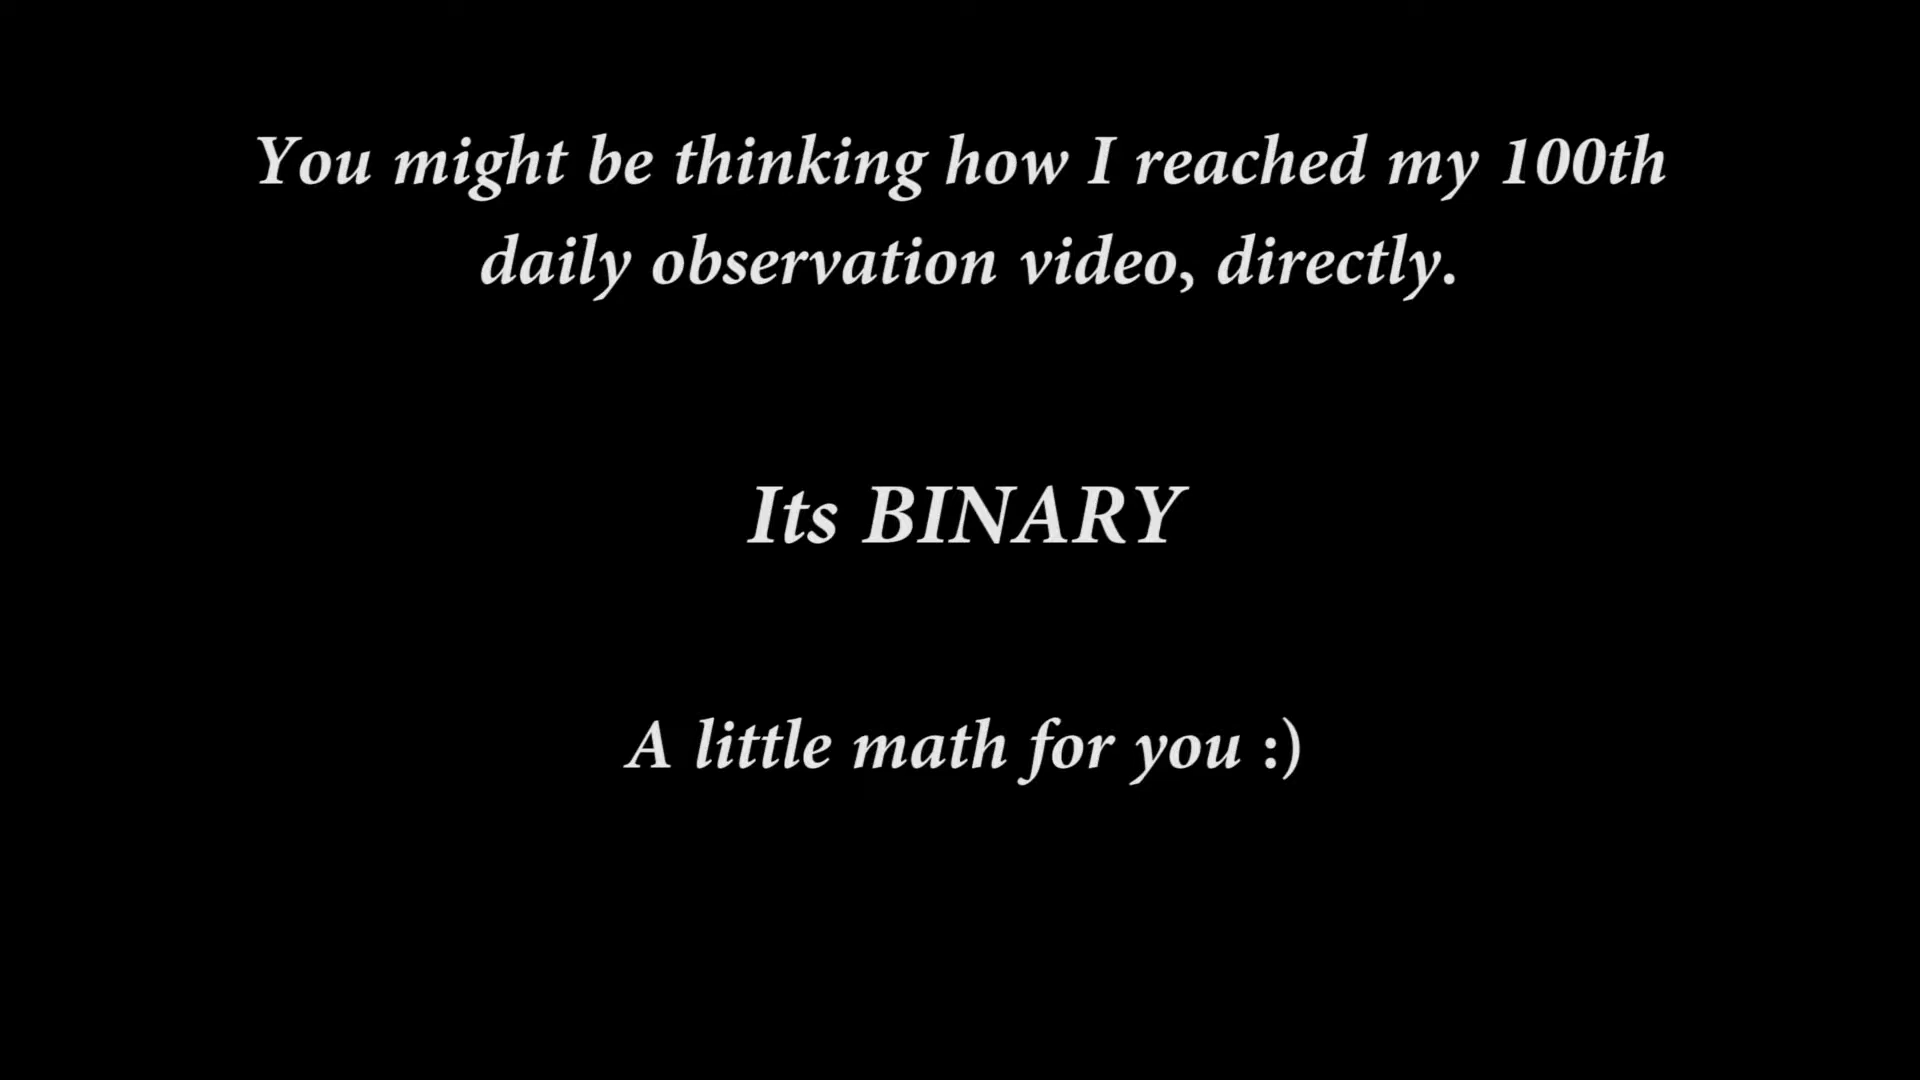 You might be thinking how I reached my 100th
daily observation video, directly.
Its BINARY
A little math for you :)